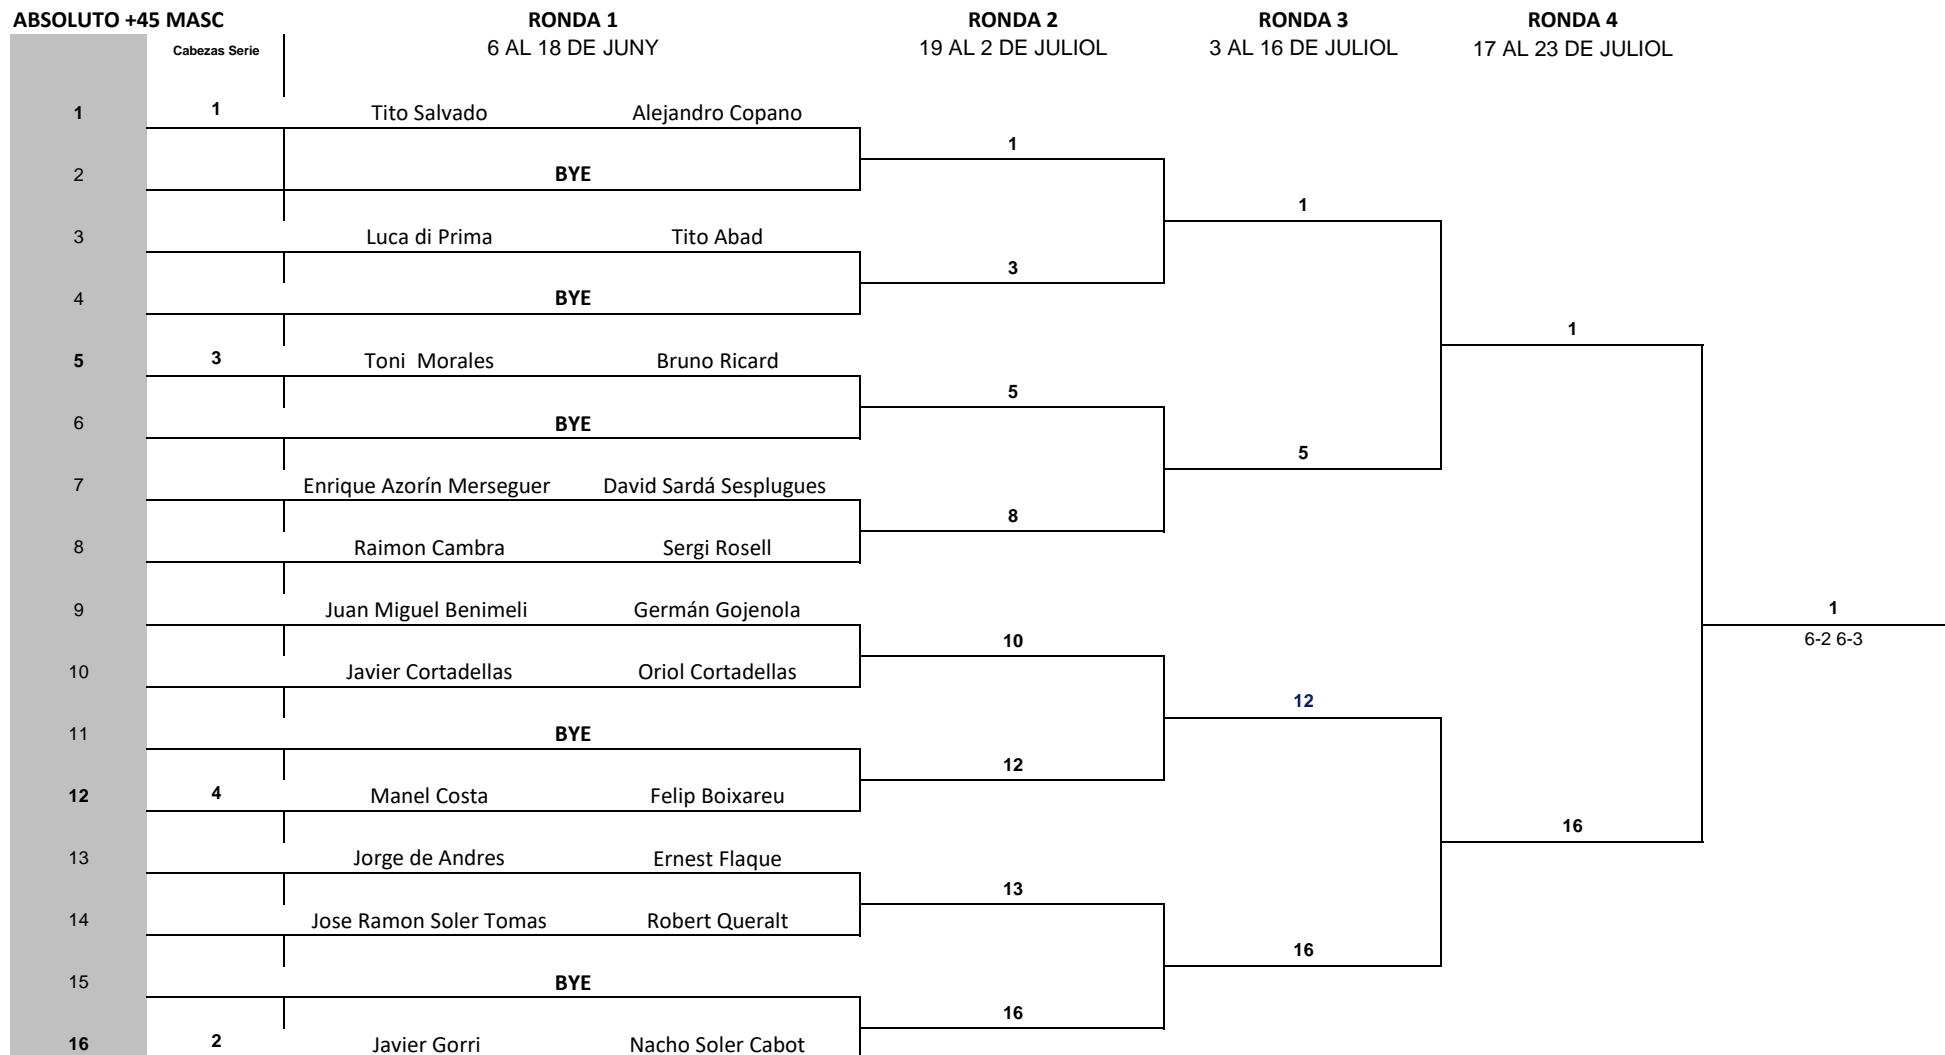 ABSOLUTO +45 MASC RONDA 1 RONDA 2 RONDA 3 RONDA 4
Cabezas Serie 6 AL 18 DE JUNY 19 AL 2 DE JULIOL 3 AL 16 DE JULIOL 17 AL 23 DE JULIOL
1 1 Tito Salvado Alejandro Copano
1
2 BYE
1
3 Luca di Prima Tito Abad
3
4 BYE
1
5 3 Toni  Morales Bruno Ricard
5
6 BYE
5
7 Enrique Azorín Merseguer David Sardá Sesplugues
8
8 Raimon Cambra Sergi Rosell
9 Juan Miguel Benimeli Germán Gojenola 1
10 6-2 6-3
10 Javier Cortadellas Oriol Cortadellas
12
11 BYE
12
12 4 Manel Costa Felip Boixareu
16
13 Jorge de Andres Ernest Flaque
13
14 Jose Ramon Soler Tomas Robert Queralt
16
15 BYE
16
16 2 Javier Gorri Nacho Soler Cabot